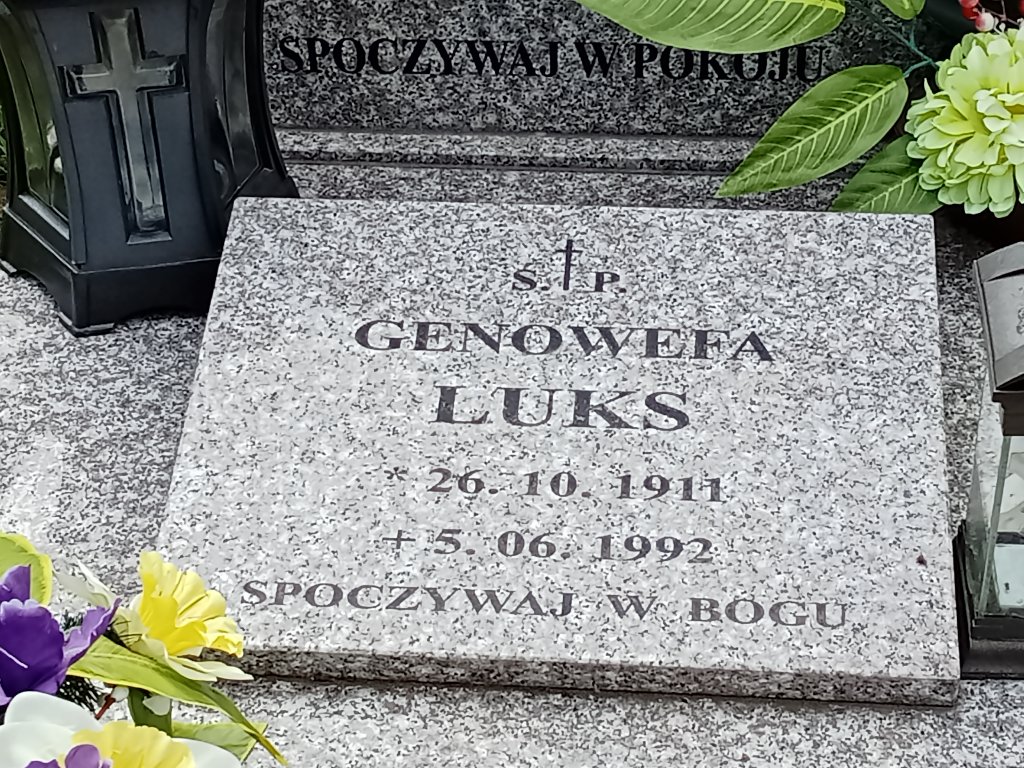 SPOCZYWAJ W POKOJU
Ś. P.
GENOWEFA
LUKS
* 26. 10. 1911
+ 5. 06. 1992
SPOCZYWAJ W BOGU